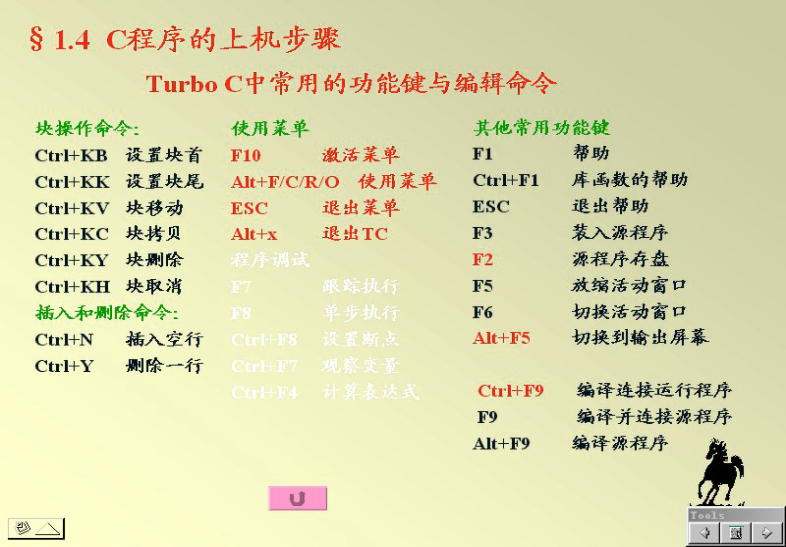 §1.4 C程序的上机步骤
Turbo C中常用的功能键与编辑命令
块操作命令:
Ctrl+KB 设置块首
Ctrl+KK 设置块尾
Ctrl+KV 块移动
Ctrl+KC 块拷贝
Ctrl+KY 块删除
Ctrl+KH 块取消
插入和删除命令:
Ctrl+N 插入空行
Ctrl+Y 删除一行
使用菜单
F10 激活菜单
Alt+F/C/R/O 使用菜单
ESC 退出菜单
Alt+x 退出TC
程序调试
F7 跟踪执行
F8 单步执行
Ctrl+F8 设置断点
Ctrl+F7 观察变量
Ctrl+F4 计算表达式
其他常用功能键
F1 帮助
Ctrl+F1 库函数的帮助
ESC 退出帮助
F3 装入源程序
F2 源程序存盘
F5 放缩活动窗口
F6 切换活动窗口
Alt+F5 切换到输出屏幕
Ctrl+F9 编译连接运行程序
F9 编译并连接源程序
Alt+F9 编译源程序
Tools